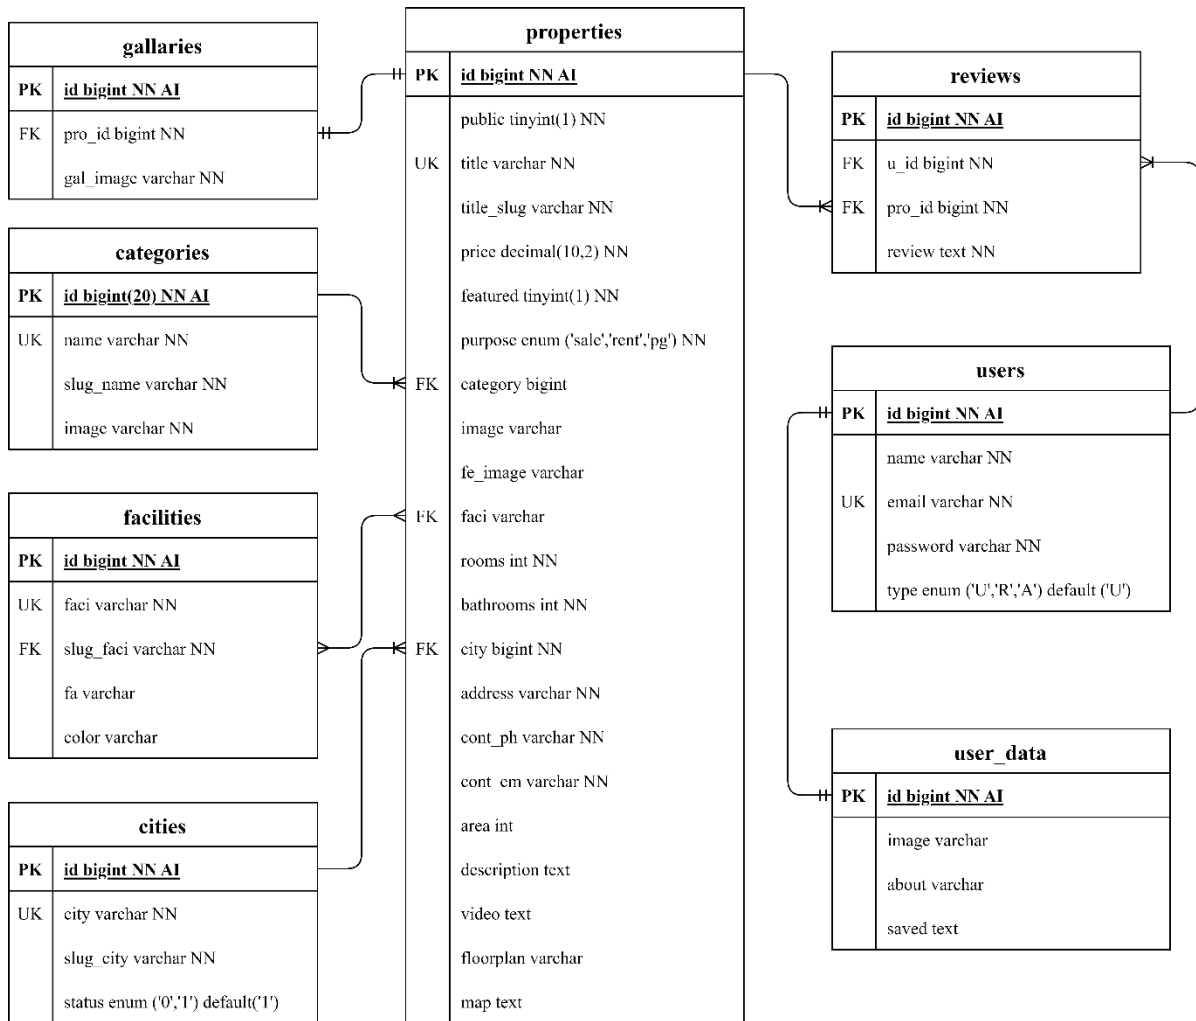 gallaries
PK id bigint NN AI
FK pro_id bigint NN
gal_image varchar NN
categories
PK id bigint(20) NN AI
UK name varchar NN
slug_name varchar NN
image varchar NN
facilities
PK id bigint NN AI
UK faci varchar NN
FK slug_faci varchar NN
fa varchar
color varchar
cities
PK id bigint NN AI
UK city varchar NN
slug_city varchar NN
status enum ('0','1') default('1')
properties
PK id bigint NN AI
public tinyint(1) NN
UK title varchar NN
title_slug varchar NN
price decimal(10,2) NN
featured tinyint(1) NN
purpose enum ('sale','rent','pg') NN
FK category bigint
image varchar
fe_image varchar
FK faci varchar
rooms int NN
bathrooms int NN
FK city bigint NN
address varchar NN
cont_ph varchar NN
cont_em varchar NN
area int
description text
video text
floorplan varchar
map text
reviews
PK id bigint NN AI
FK u_id bigint NN
FK pro_id bigint NN
review text NN
users
PK id bigint NN AI
name varchar NN
UK email varchar NN
password varchar NN
type enum ('U','R','A') default ('U')
user_data
PK id bigint NN AI
image varchar
about varchar
saved text